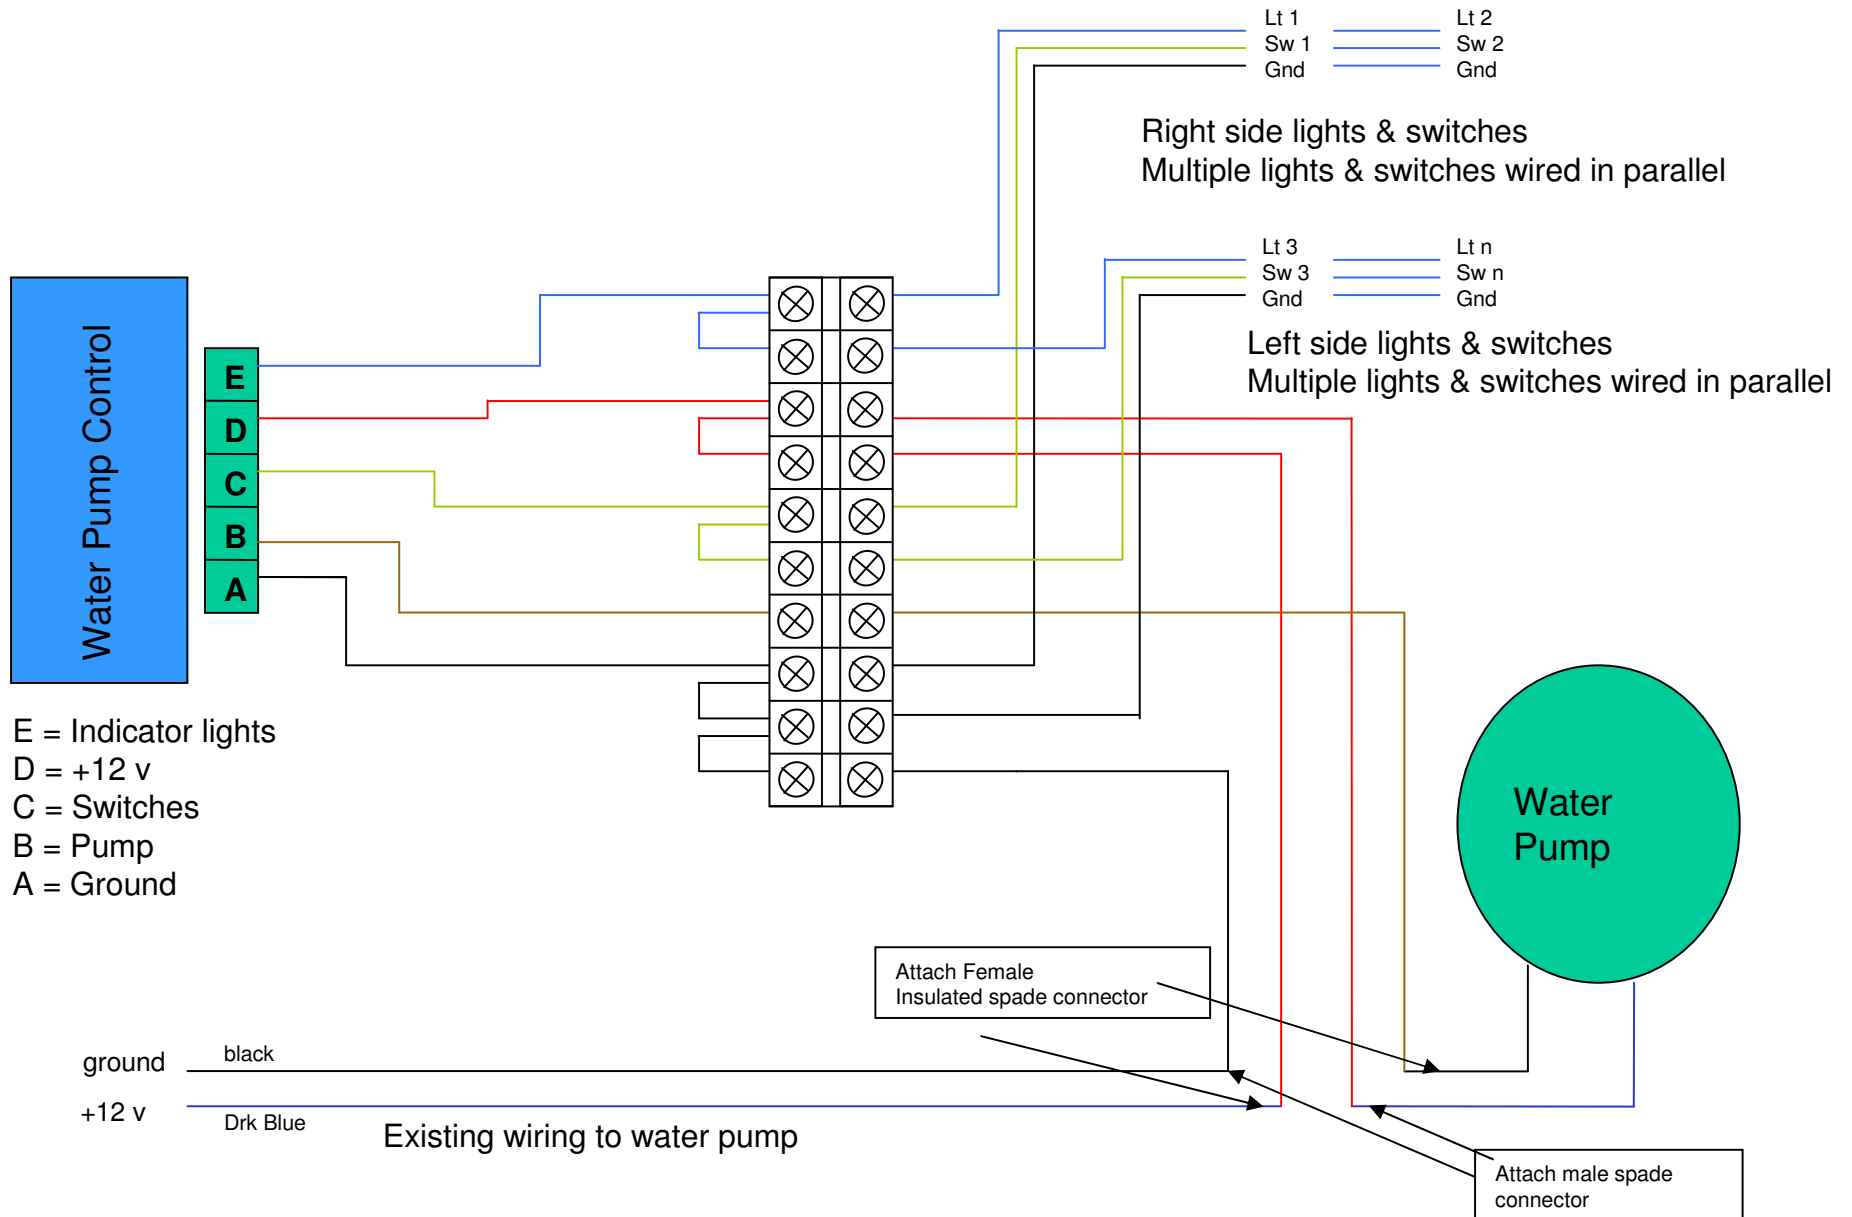 Lt 1
Sw 1
Gnd
Lt 2
Sw 2
Gnd
Right side lights & switches
Multiple lights & switches wired in parallel
Lt 3
Sw 3
Gnd
Lt n
Sw n
Gnd
Left side lights & switches
Multiple lights & switches wired in parallel
Water Pump Control
E
D
C
B
A
E = Indicator lights
D = +12 v
C = Switches
B = Pump
A = Ground
Water
Pump
Attach Female
Insulated spade connector
ground
black
+12 v
Drk Blue
Existing wiring to water pump
Attach male spade
connector